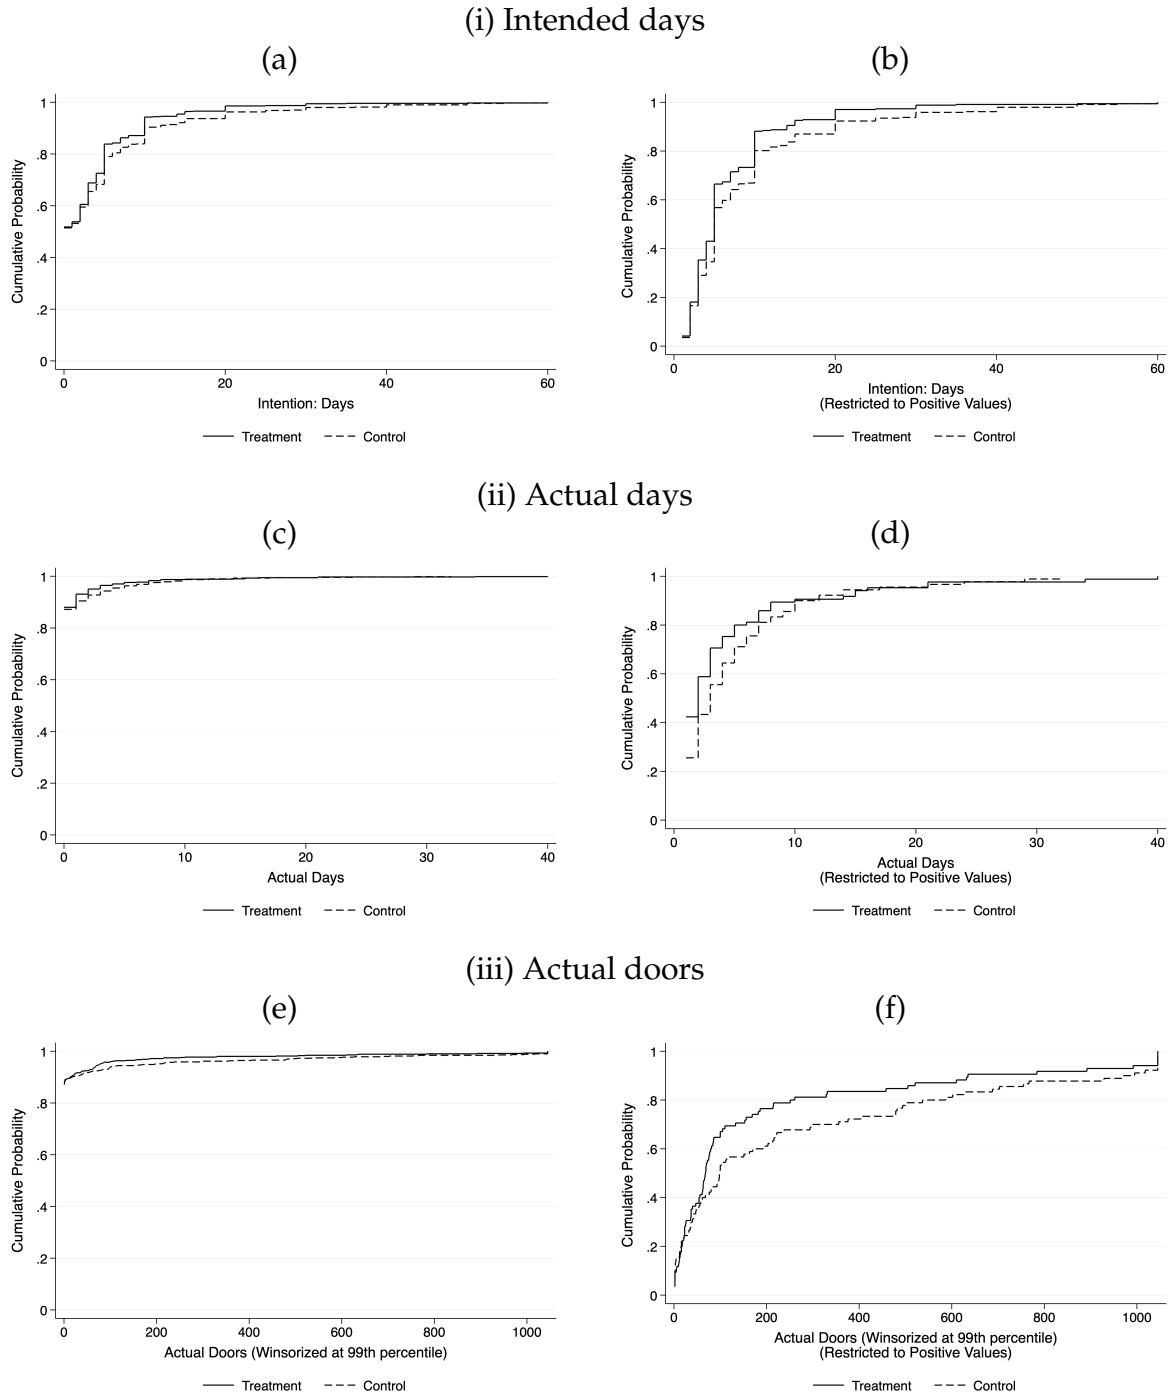 (i) Intended days
(a)
Cumulative Probability
1
.8
.6
.4
.2
0
0 20 40 60
Intention: Days
Treatment Control
(b)
Cumulative Probability
1
.8
.6
.4
.2
0
0 20 40 60
Intention: Days
(Restricted to Positive Values)
Treatment Control
(ii) Actual days
(c)
Cumulative Probability
1
.8
.6
.4
.2
0
0 10 20 30 40
Actual Days
Treatment Control
(d)
Cumulative Probability
1
.8
.6
.4
.2
0
0 10 20 30 40
Actual Days
(Restricted to Positive Values)
Treatment Control
(iii) Actual doors
(e)
Cumulative Probability
1
.8
.6
.4
.2
0
0 200 400 600 800 1000
Actual Doors (Winsorized at 99th percentile)
Treatment Control
(f)
Cumulative Probability
1
.8
.6
.4
.2
0
0 200 400 600 800 1000
Actual Doors (Winsorized at 99th percentile)
(Restricted to Positive Values)
Treatment Control